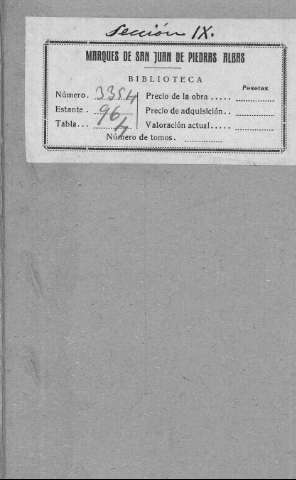 Sección IX.
MARQUES DE SAN JUAN DE PIEDRAS ALBAS
BIBLIOTECA
Pesetas
Número. 3354 Precio de la obra.....
Estante. 96 Precio de adquisición..
Tabla... 4 Valoración actual.....
Número de tomos.